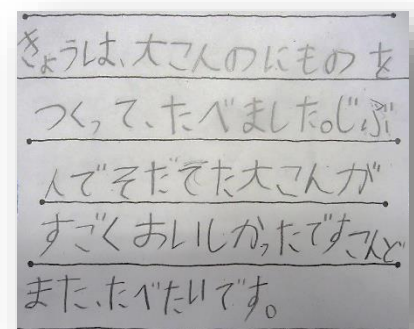 きょうしは、大こんのにものを
つくって、たべました。じぶ
人でそだてた大こんが
すごくおいしかったですこんど
また、たべたいです。